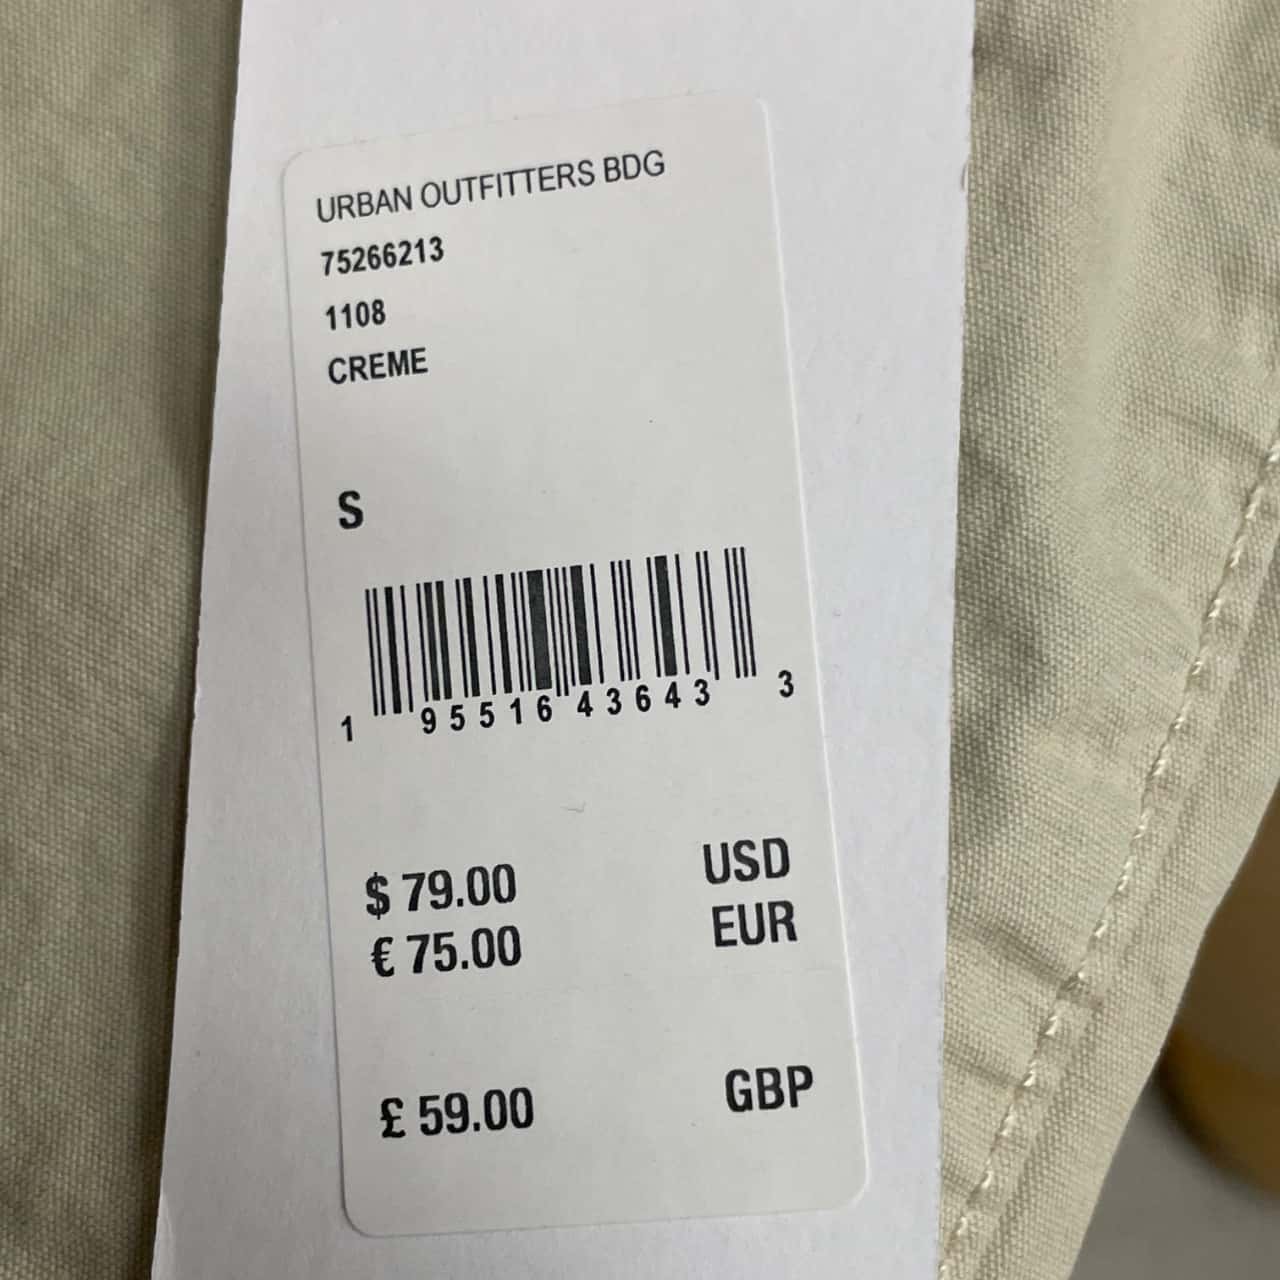 URBAN OUTFITTERS BDG
75266213
1108
CREME
S
1 95516 43643 3
$ 79.00 USD
€ 75.00 EUR
£ 59.00 GBP